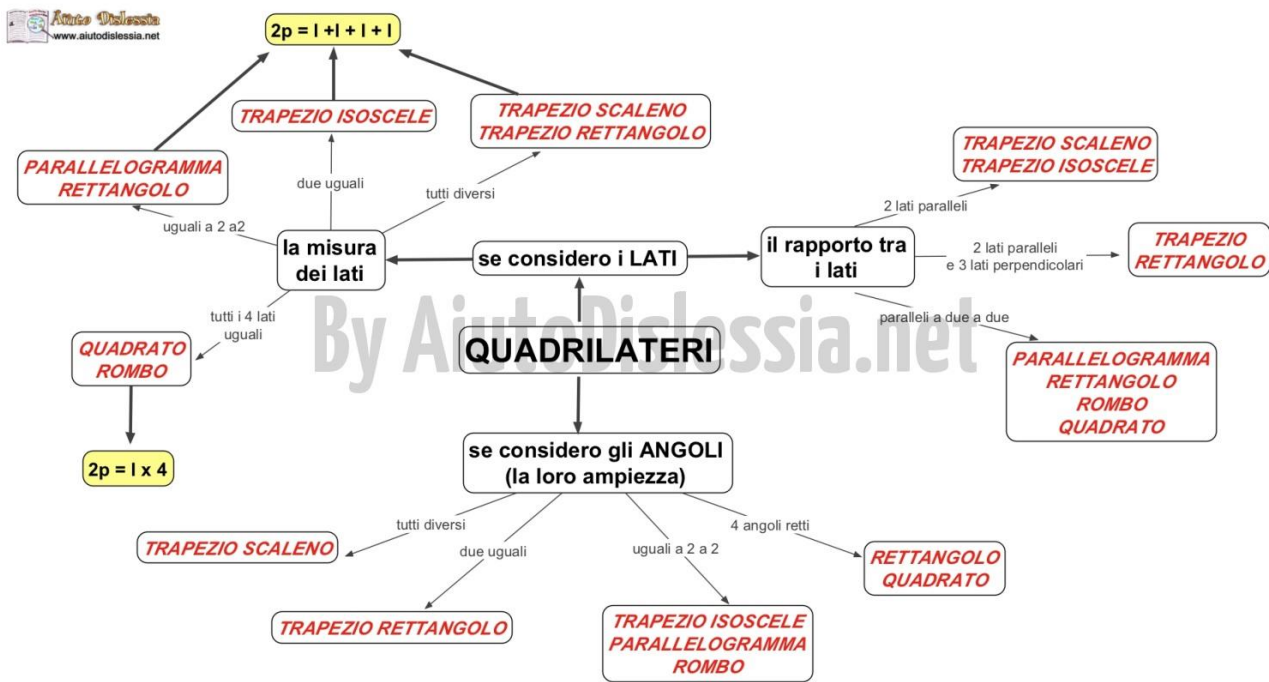 Aiuto Dislessia
www.aiutodislessia.net
2p = l +l + l + l
TRAPEZIO ISOSCELE
TRAPEZIO SCALENO
TRAPEZIO RETTANGOLO
PARALLELOGRAMMA
RETTANGOLO
due uguali
tutti diversi
uguali a 2 a2
la misura
dei lati
se considero i LATI
il rapporto tra
i lati
2 lati paralleli
TRAPEZIO SCALENO
TRAPEZIO ISOSCELE
2 lati paralleli
e 3 lati perpendicolari
TRAPEZIO
RETTANGOLO
paralleli a due a due
PARALLELOGRAMMA
RETTANGOLO
ROMBO
QUADRATO
tutti i 4 lati
uguali
QUADRATO
ROMBO
2p = l x 4
By AiutoDislessia.net
QUADRILATERI
se considero gli ANGOLI
(la loro ampiezza)
tutti diversi
TRAPEZIO SCALENO
due uguali
TRAPEZIO RETTANGOLO
uguali a 2 a 2
TRAPEZIO ISOSCELE
PARALLELOGRAMMA
ROMBO
4 angoli retti
RETTANGOLO
QUADRATO